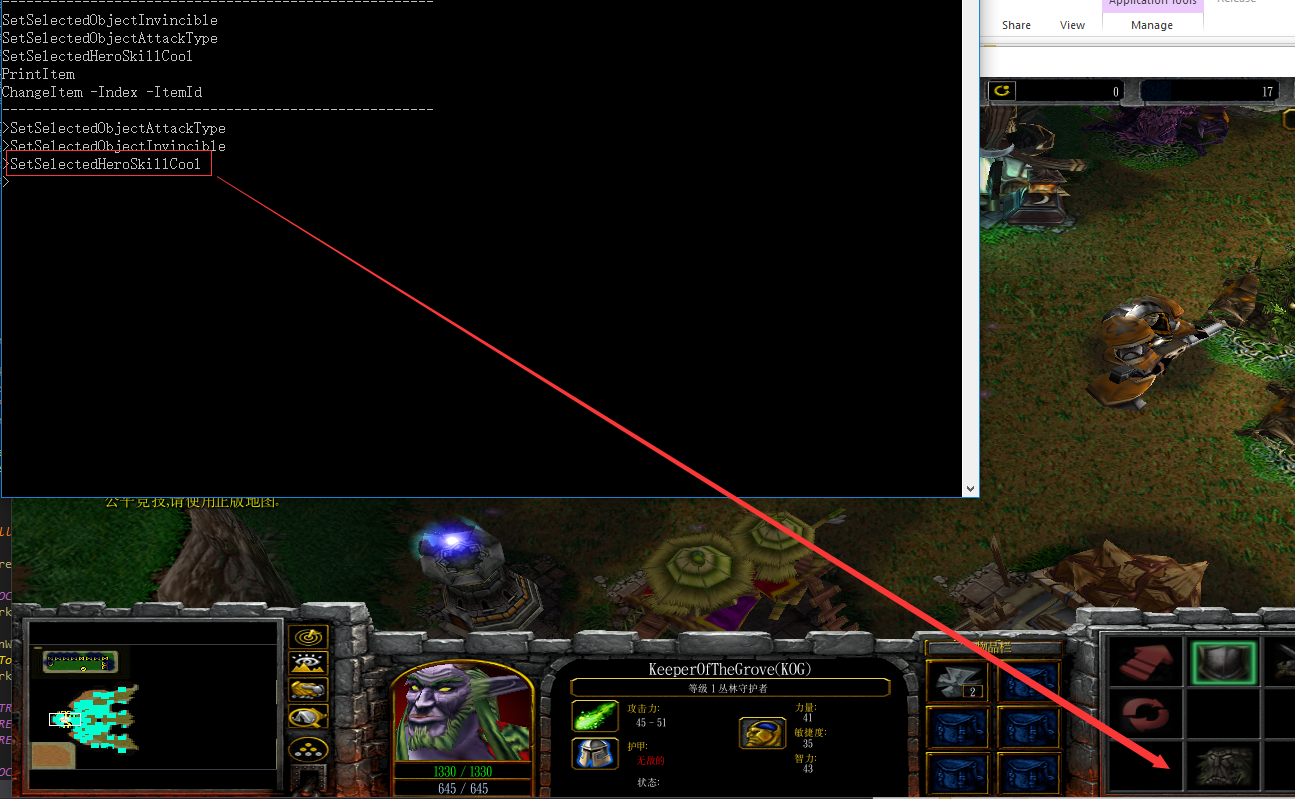 Application Tools
Share
View
Manage
SetSelectedObjectInvincible
SetSelectedObjectAttackType
SetSelectedHeroSkillCool
PrintItem
ChangeItem -Index -ItemId
>SetSelectedObjectAttackType
>SetSelectedObjectInvincible
>SetSelectedHeroSkillCool
>
0
17
公平竞技,请使用正版地图.
KeeperOfTheGrove(KOG)
物品栏
等级 1 丛林守护者
2
攻击力:
45 - 51
力量:
41
敏捷度:
35
护甲:
无敌的
智力:
43
1330 / 1330
645 / 645
状态: